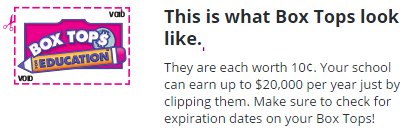 VOID
BOX TOPS
FOR
EDUCATION
VOID
This is what Box Tops look
like.
They are each worth 10¢. Your school
can earn up to $20,000 per year just by
clipping them. Make sure to check for
expiration dates on your Box Tops!